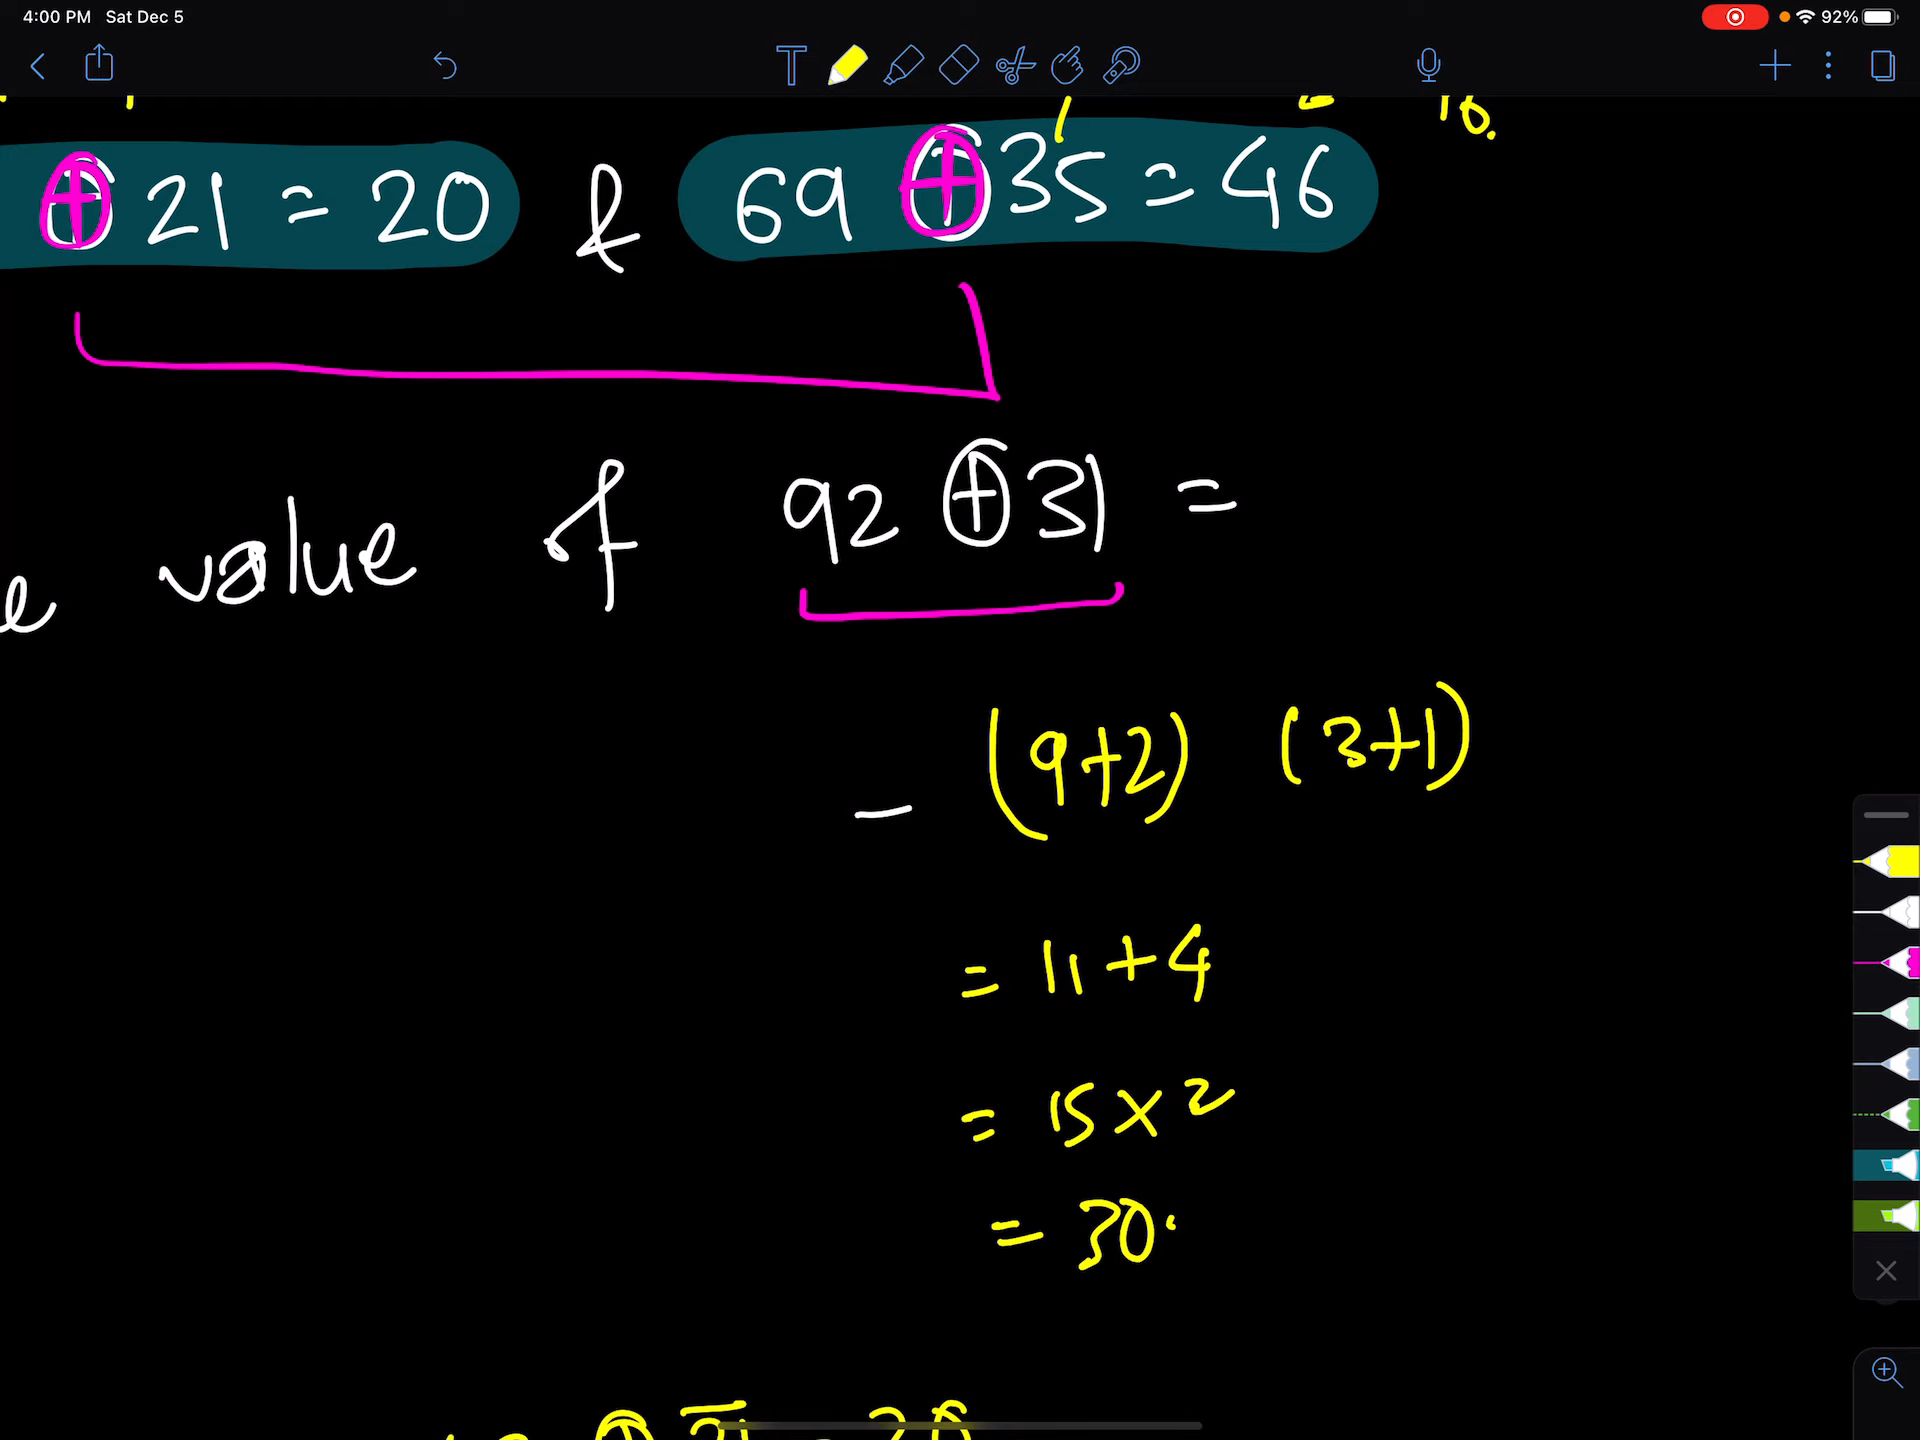 4:00 PM Sat Dec 5
92%
16.
⊕ 21 = 20 & 69 ⊕ 35 = 46
value of 92 ⊕ 31 =
- (9+2) (3+1)
= 11 + 4
= 15 x 2
= 30.